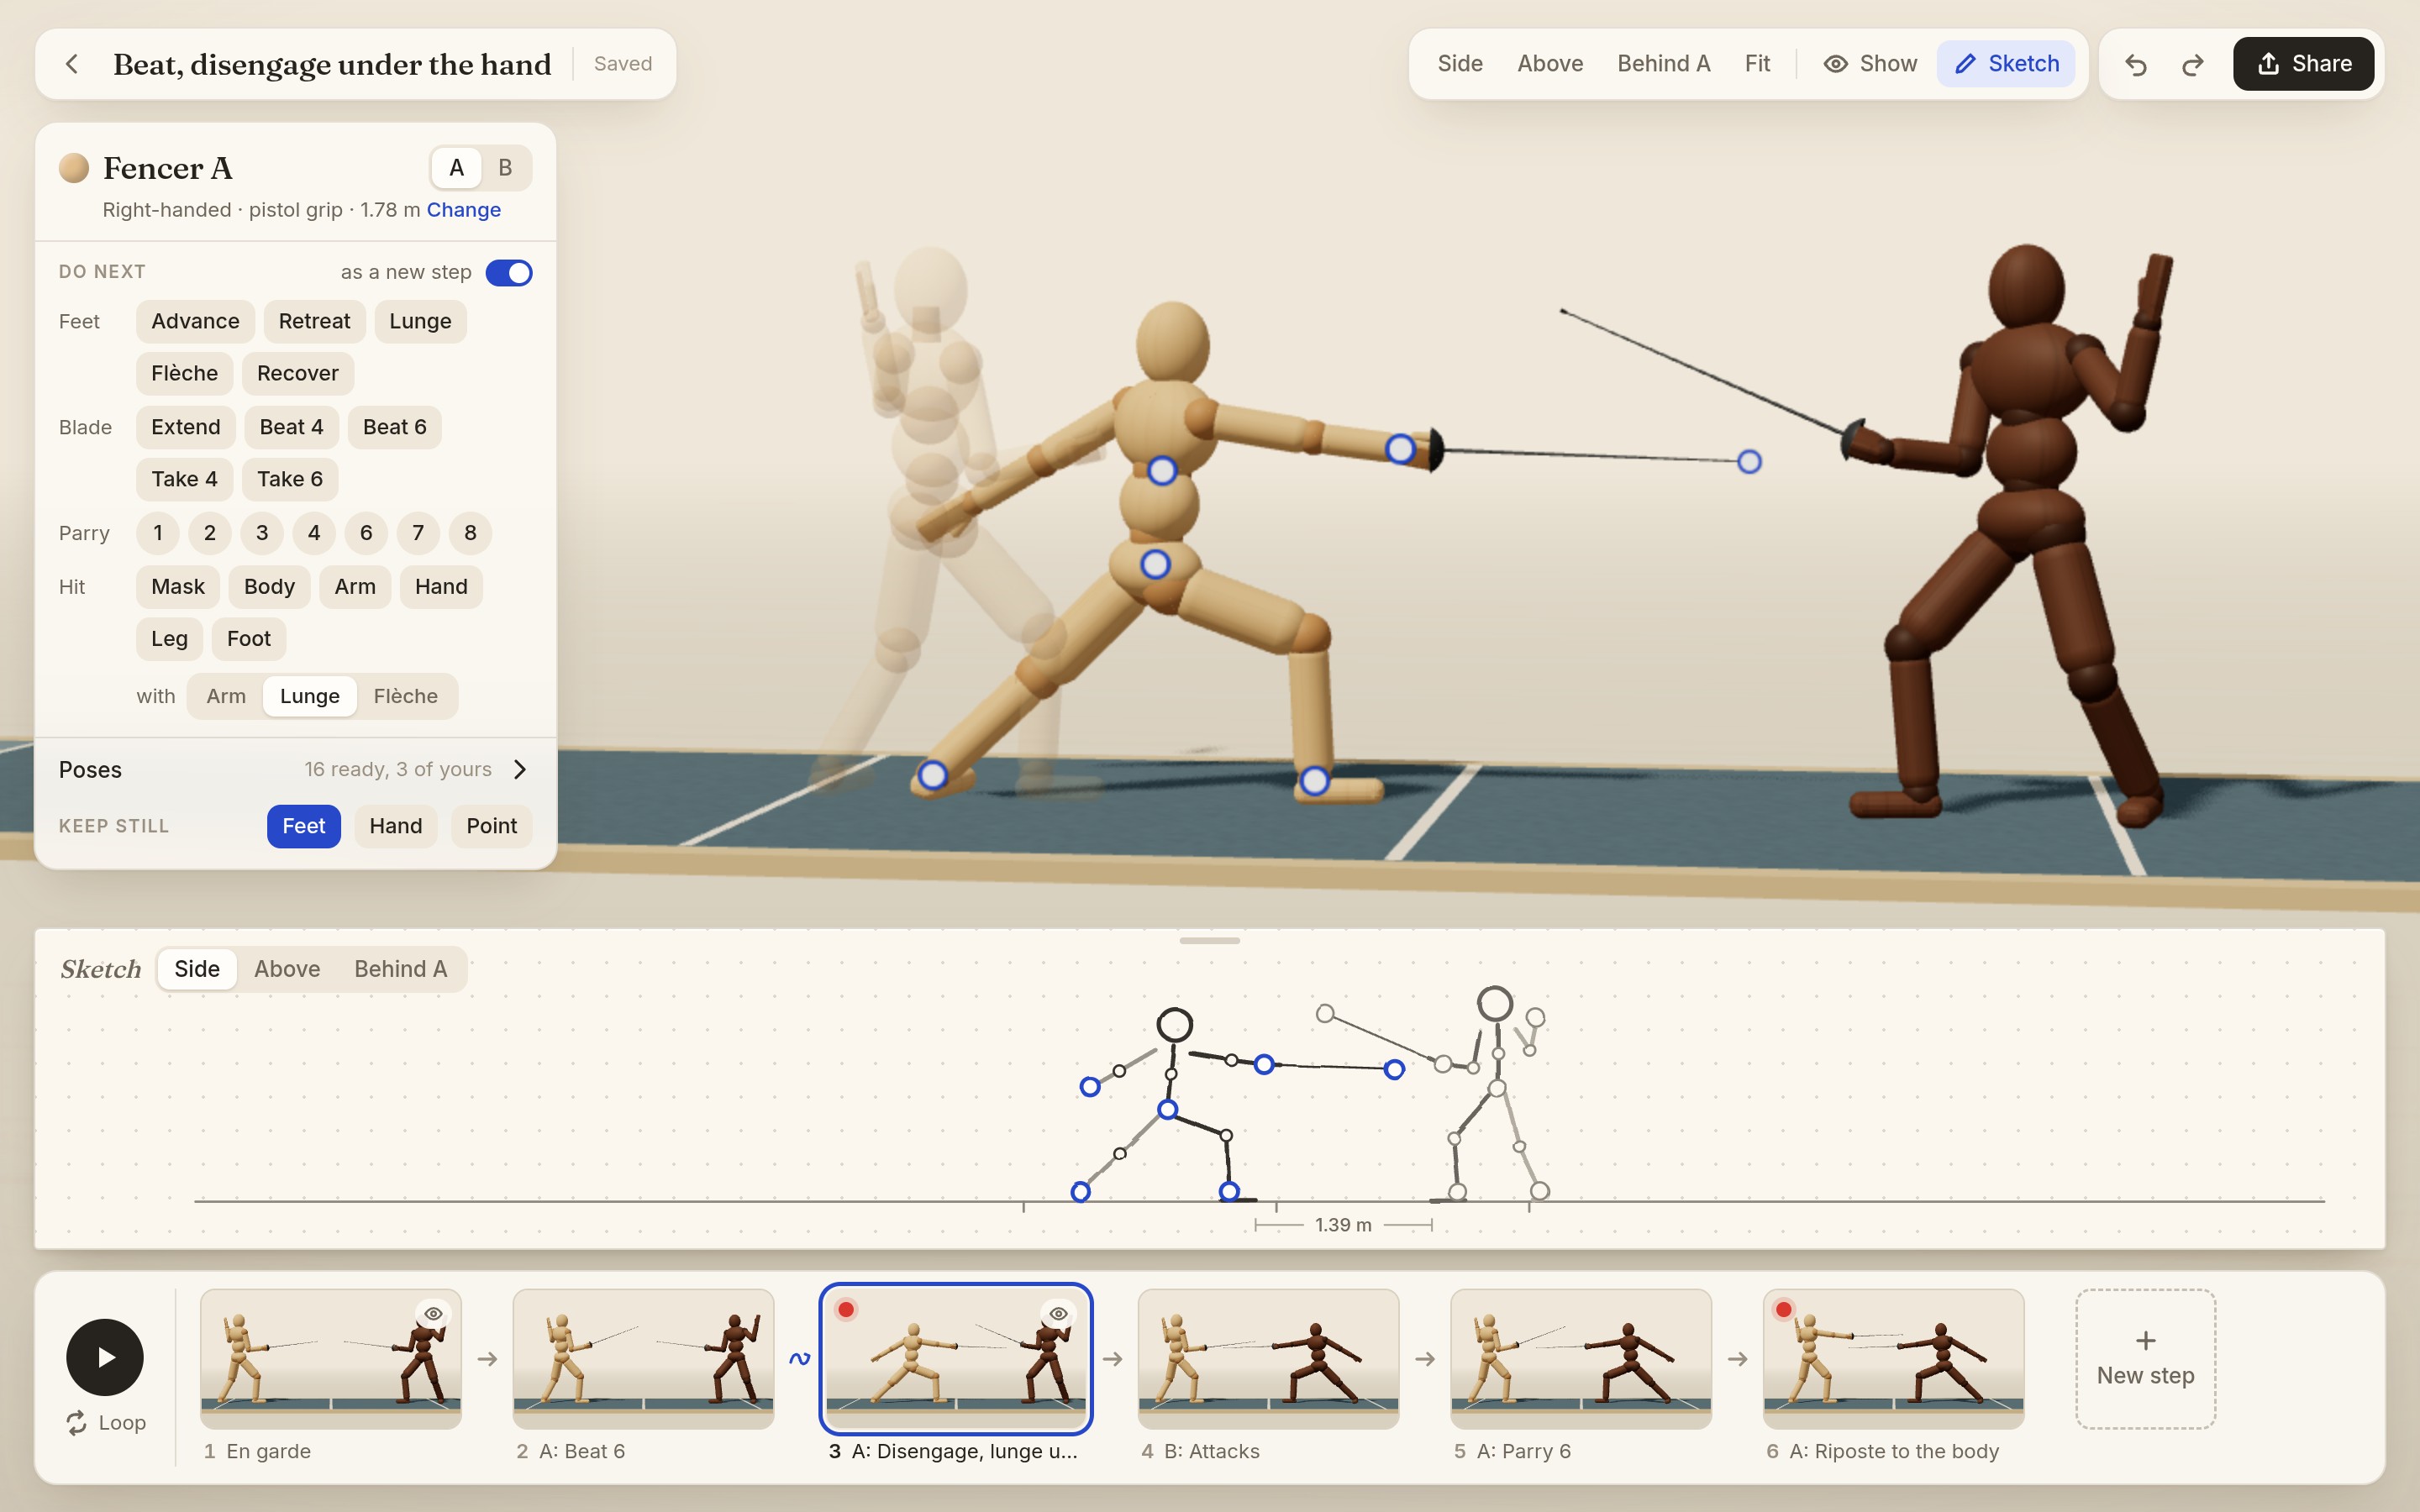 Beat, disengage under the hand Saved
Side Above Behind A Fit Show Sketch Share
Fencer A A B
Right-handed · pistol grip · 1.78 m Change
DO NEXT as a new step
Feet Advance Retreat Lunge
Flèche Recover
Blade Extend Beat 4 Beat 6
Take 4 Take 6
Parry 1 2 3 4 6 7 8
Hit Mask Body Arm Hand
Leg Foot
with Arm Lunge Flèche
Poses 16 ready, 3 of yours
KEEP STILL Feet Hand Point
Sketch Side Above Behind A
1.39 m
Loop
1 En garde
2 A: Beat 6
3 A: Disengage, lunge u...
4 B: Attacks
5 A: Parry 6
6 A: Riposte to the body
New step